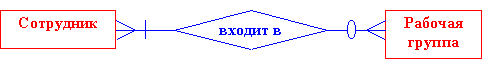 Сотрудник
входит в
Рабочая
группа